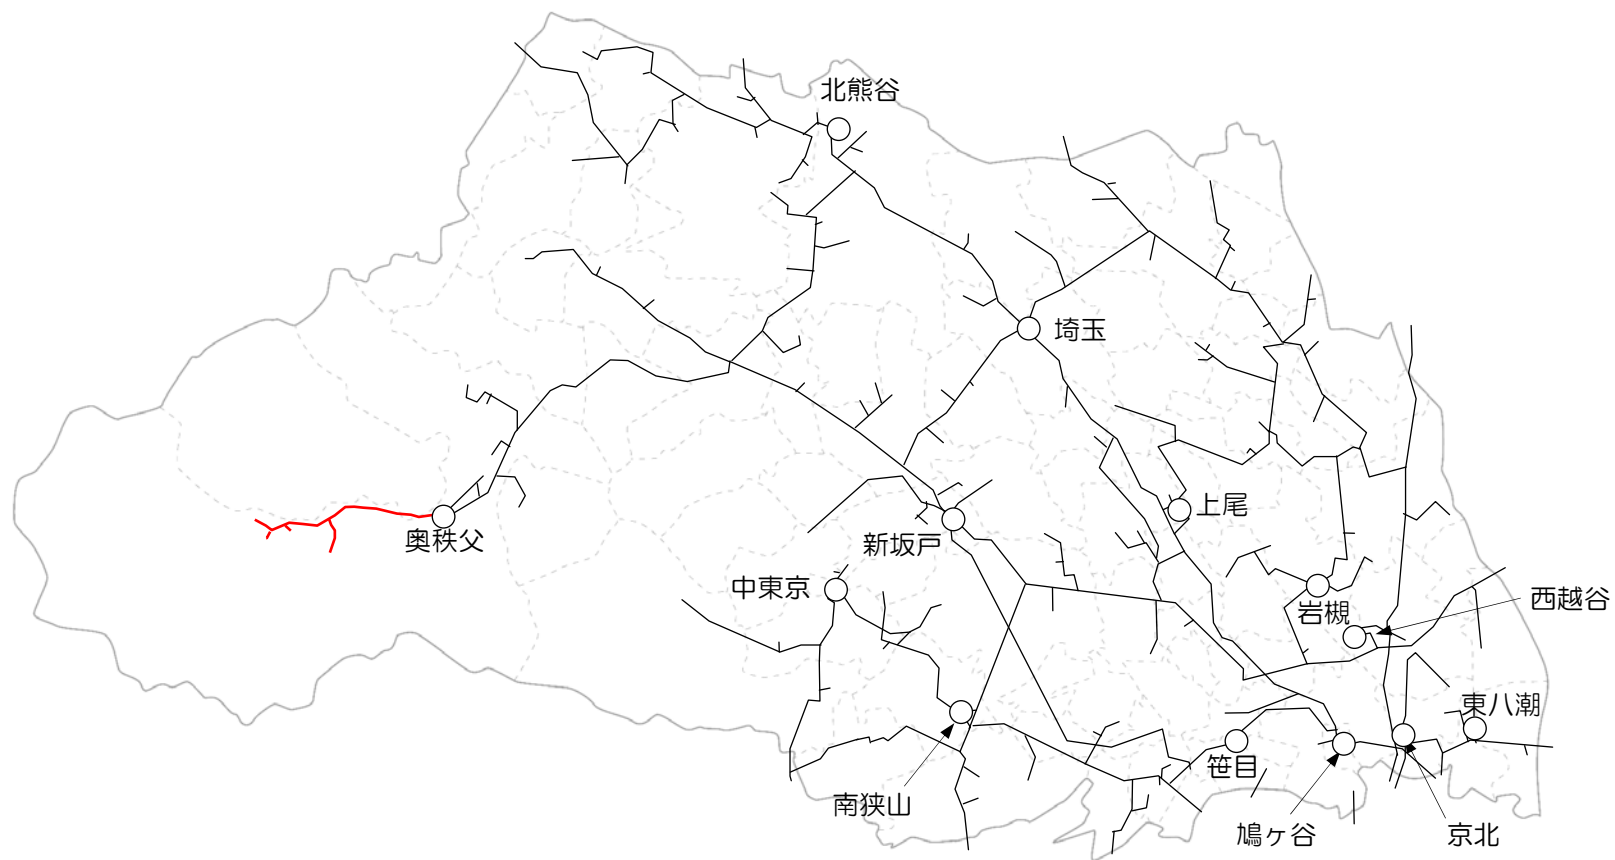 北熊谷
埼玉
上尾
奥秩父
新坂戸
中東京
岩槻
西越谷
東八潮
笹目
南狭山
鳩ヶ谷
京北